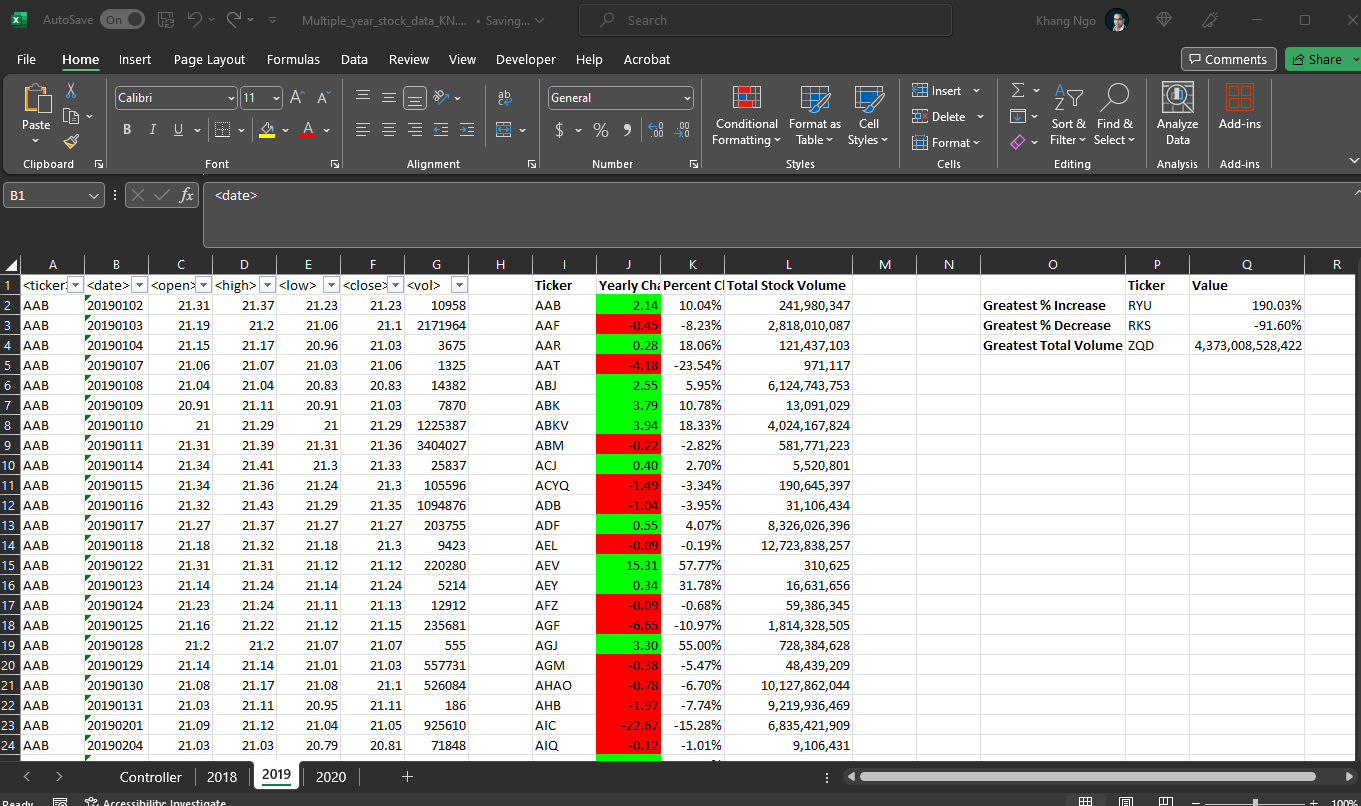 AutoSave On Multiple_year_stock_data_KN.... • Saving... Search Khang Ngo
File Home Insert Page Layout Formulas Data Review View Developer Help Acrobat Comments Share
Calibri 11 A A ab General Insert Σ
Paste B I U A $ % Conditional Formatting Format as Table Cell Styles Delete Sort & Filter Find & Select Analyze Data Add-ins
Format
Clipboard Font Alignment Number Styles Cells Editing Analysis Add-ins
B1 fx <date>
A B C D E F G H I J K L M N O P Q R
1 <ticker> <date> <open> <high> <low> <close> <vol> Ticker Yearly Cha Percent Cl Total Stock Volume Ticker Value
2 AAB 20190102 21.31 21.37 21.23 21.23 10958 AAB 2.14 10.04% 241,980,347 Greatest % Increase RYU 190.03%
3 AAB 20190103 21.19 21.2 21.06 21.1 2171964 AAF -0.45 -8.23% 2,818,010,087 Greatest % Decrease RKS -91.60%
4 AAB 20190104 21.15 21.17 20.96 21.03 3675 AAR 0.28 18.06% 121,437,103 Greatest Total Volume ZQD 4,373,008,528,422
5 AAB 20190107 21.06 21.07 21.03 21.06 1325 AAT -4.18 -23.54% 971,117
6 AAB 20190108 21.04 21.04 20.83 20.83 14382 ABJ 2.55 5.95% 6,124,743,753
7 AAB 20190109 20.91 21.11 20.91 21.03 7870 ABK 3.79 10.78% 13,091,029
8 AAB 20190110 21 21.29 21 21.29 1225387 ABKV 3.94 18.33% 4,024,167,824
9 AAB 20190111 21.31 21.39 21.31 21.36 3404027 ABM -0.22 -2.82% 581,771,223
10 AAB 20190114 21.34 21.41 21.3 21.33 25837 ACJ 0.40 2.70% 5,520,801
11 AAB 20190115 21.34 21.36 21.24 21.3 105596 ACYQ -1.49 -3.34% 190,645,397
12 AAB 20190116 21.32 21.43 21.29 21.35 1094876 ADB -1.04 -3.95% 31,106,434
13 AAB 20190117 21.27 21.37 21.27 21.27 203755 ADF 0.55 4.07% 8,326,026,396
14 AAB 20190118 21.18 21.32 21.18 21.3 9423 AEL -0.09 -0.19% 12,723,838,257
15 AAB 20190122 21.31 21.31 21.12 21.12 220280 AEV 15.31 57.77% 310,625
16 AAB 20190123 21.14 21.24 21.14 21.24 5214 AEY 0.34 31.78% 16,631,656
17 AAB 20190124 21.23 21.24 21.11 21.13 12912 AFZ -0.09 -0.68% 59,386,345
18 AAB 20190125 21.16 21.22 21.12 21.15 235681 AGF -6.65 -10.97% 1,814,328,505
19 AAB 20190128 21.2 21.2 21.07 21.07 555 AGJ 3.30 55.00% 728,384,628
20 AAB 20190129 21.14 21.14 21.01 21.03 557731 AGM -0.38 -5.47% 48,439,209
21 AAB 20190130 21.08 21.17 21.08 21.1 526084 AHAO -0.78 -6.70% 10,127,862,044
22 AAB 20190131 21.03 21.11 20.95 21.11 186 AHB -1.97 -7.74% 9,219,936,469
23 AAB 20190201 21.09 21.12 21.04 21.05 925610 AIC -22.67 -15.28% 6,835,421,909
24 AAB 20190204 21.03 21.03 20.79 20.81 71848 AIQ -0.12 -1.01% 9,106,431
Controller 2018 2019 2020
Ready Accessibility: Investigate 100%